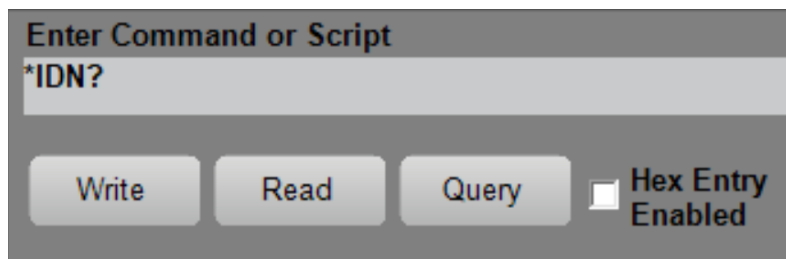 Enter Command or Script
*IDN?
Write Read Query Hex Entry
Enabled